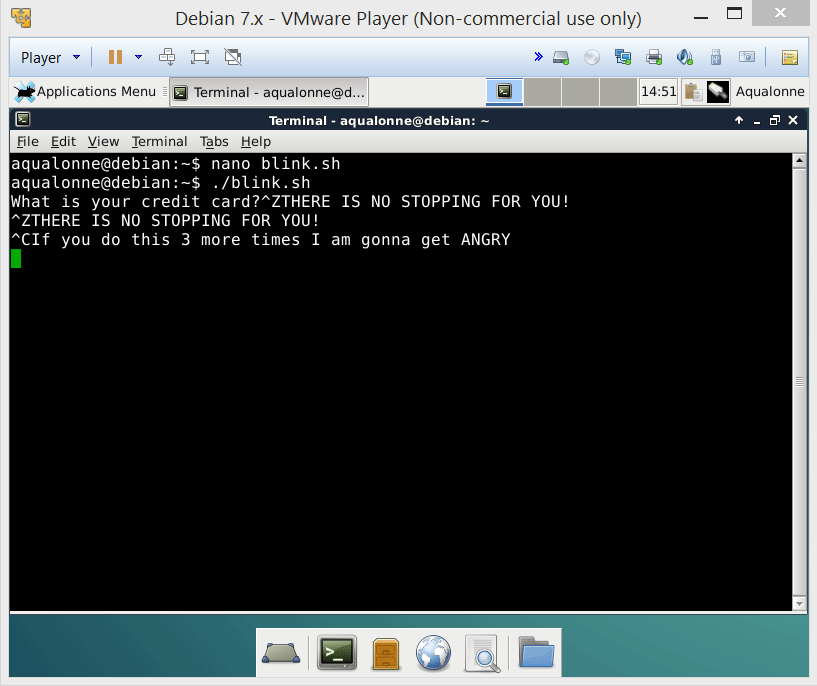 Debian 7.x - VMware Player (Non-commercial use only)
Player
Applications Menu Terminal - aqualonne@d... 14:51 Aqualonne
Terminal - aqualonne@debian: ~
File Edit View Terminal Tabs Help
aqualonne@debian:~$ nano blink.sh
aqualonne@debian:~$ ./blink.sh
What is your credit card?^ZTHERE IS NO STOPPING FOR YOU!
^ZTHERE IS NO STOPPING FOR YOU!
^CIf you do this 3 more times I am gonna get ANGRY